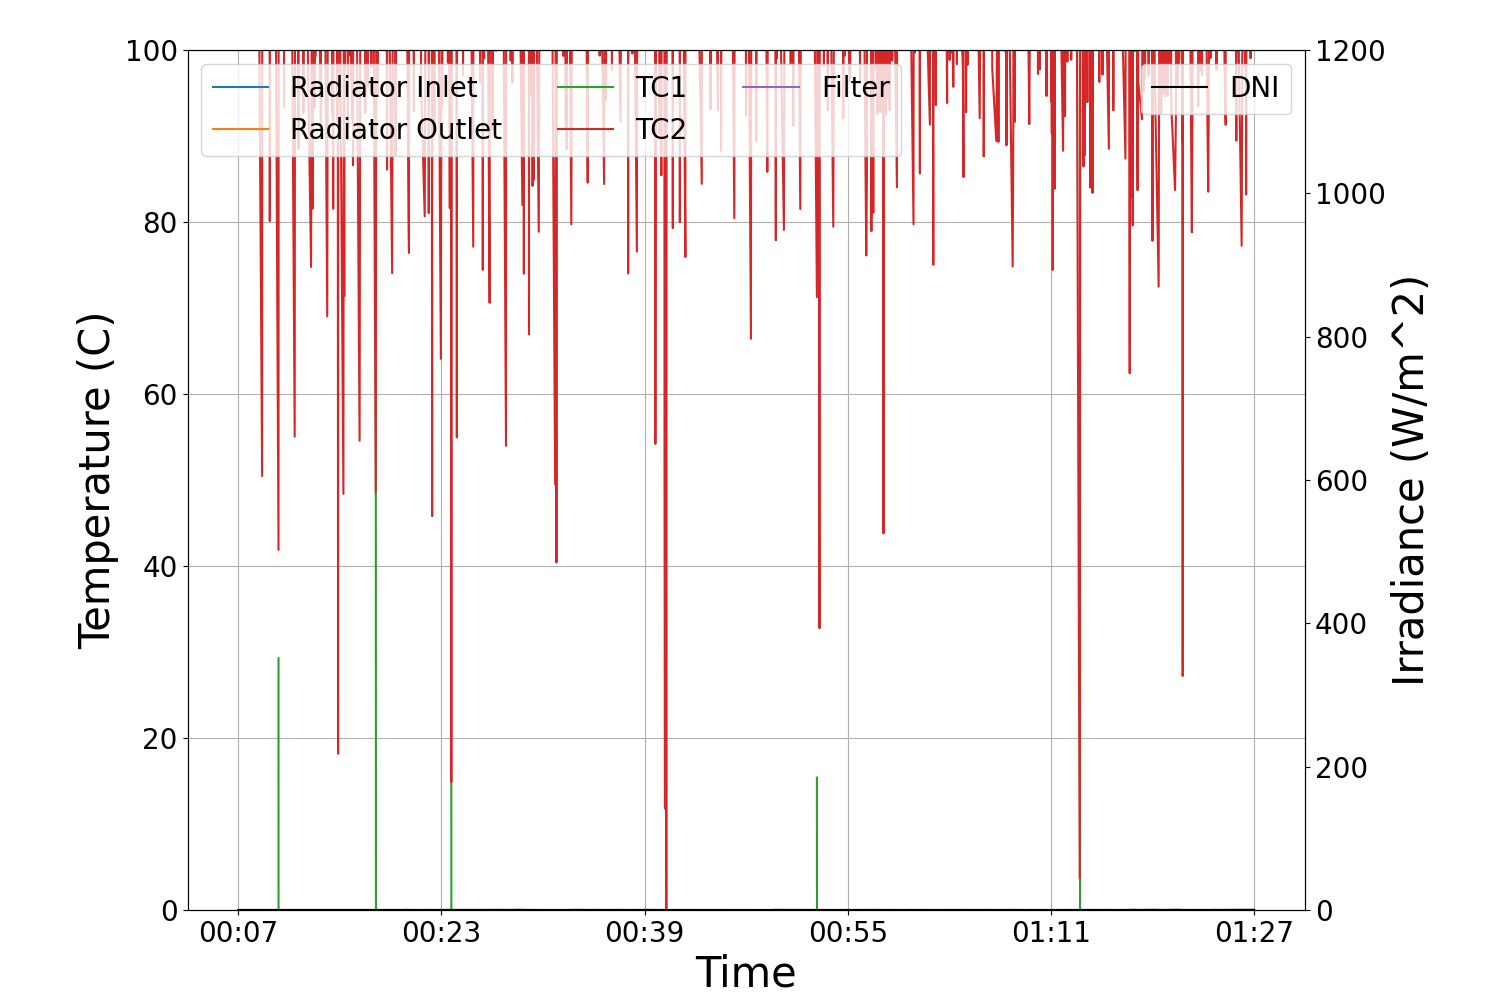 100
80
60
40
20
0
Temperature (C)
Radiator Inlet
Radiator Outlet
TC1
TC2
Filter
DNI
1200
1000
800
600
400
200
0
Irradiance (W/m^2)
00:07
00:23
00:39
00:55
01:11
01:27
Time